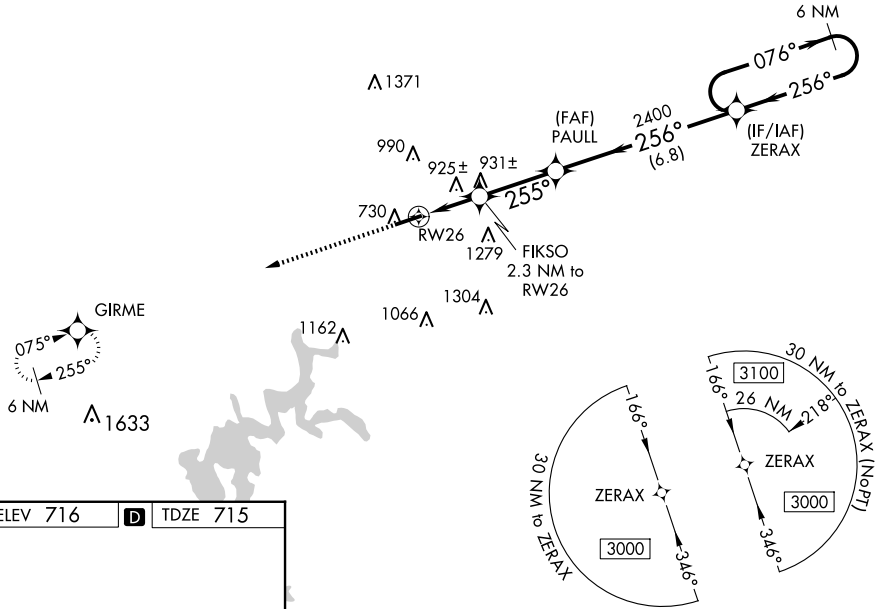 6 NM
076°
256°
1371
(FAF)
PAULL
2400
256°
(6.8)
(IF/IAF)
ZERAX
990
925±
931±
255°
730
RW26
1279
FIKSO
2.3 NM to
RW26
GIRME
075°
255°
6 NM
1162
1066
1304
1633
30 NM to ZERAX
166°
ZERAX
3000
346°
30 NM to ZERAX (NoPT)
166°
3100
26 NM
218°
ZERAX
3000
346°
ELEV 716
D
TDZE 715